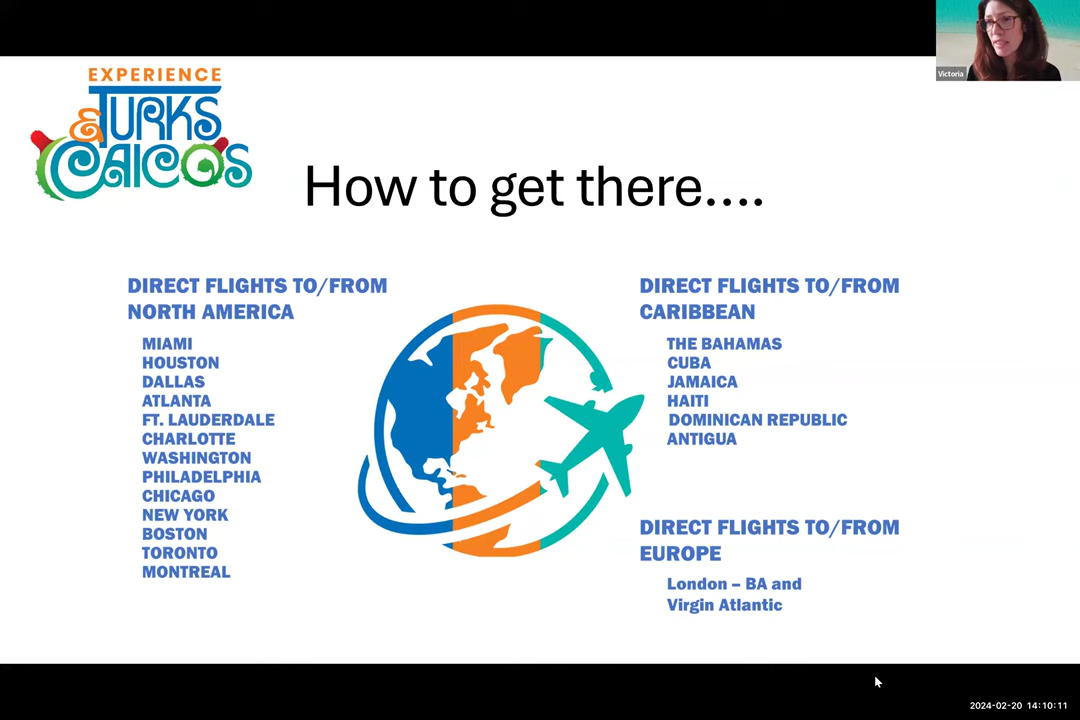 Victoria
EXPERIENCE
TURKS
& CAICOS
How to get there....
DIRECT FLIGHTS TO/FROM
NORTH AMERICA
MIAMI
HOUSTON
DALLAS
ATLANTA
FT. LAUDERDALE
CHARLOTTE
WASHINGTON
PHILADELPHIA
CHICAGO
NEW YORK
BOSTON
TORONTO
MONTREAL
DIRECT FLIGHTS TO/FROM
CARIBBEAN
THE BAHAMAS
CUBA
JAMAICA
HAITI
DOMINICAN REPUBLIC
ANTIGUA
DIRECT FLIGHTS TO/FROM
EUROPE
London – BA and
Virgin Atlantic
2024-02-20 14:10:11